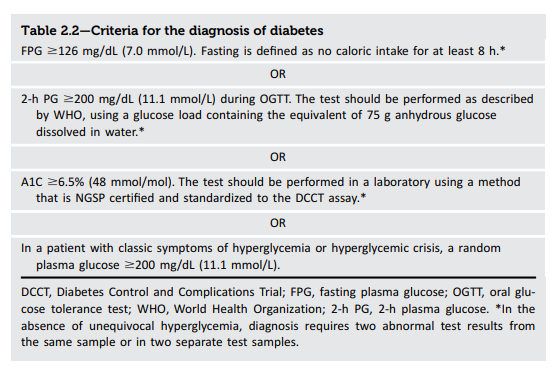 Table 2.2—Criteria for the diagnosis of diabetes
FPG ≥126 mg/dL (7.0 mmol/L). Fasting is defined as no caloric intake for at least 8 h.*
OR
2-h PG ≥200 mg/dL (11.1 mmol/L) during OGTT. The test should be performed as described
by WHO, using a glucose load containing the equivalent of 75 g anhydrous glucose
dissolved in water.*
OR
A1C ≥6.5% (48 mmol/mol). The test should be performed in a laboratory using a method
that is NGSP certified and standardized to the DCCT assay.*
OR
In a patient with classic symptoms of hyperglycemia or hyperglycemic crisis, a random
plasma glucose ≥200 mg/dL (11.1 mmol/L).
DCCT, Diabetes Control and Complications Trial; FPG, fasting plasma glucose; OGTT, oral glu-
cose tolerance test; WHO, World Health Organization; 2-h PG, 2-h plasma glucose. *In the
absence of unequivocal hyperglycemia, diagnosis requires two abnormal test results from
the same sample or in two separate test samples.